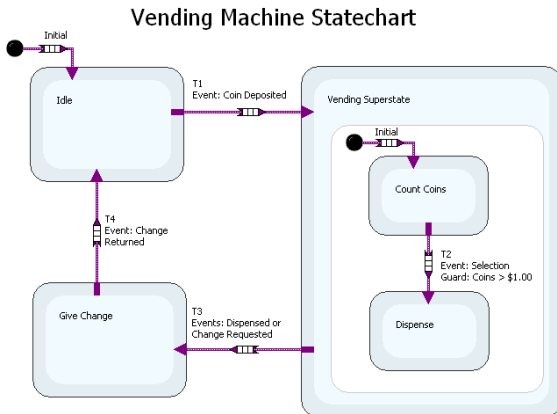 Vending Machine Statechart
Initial
Idle
T1
Event: Coin Deposited
Vending Superstate
Initial
Count Coins
T2
Event: Selection
Guard: Coins > $1.00
Dispense
T3
Events: Dispensed or
Change Requested
Give Change
T4
Event: Change
Returned